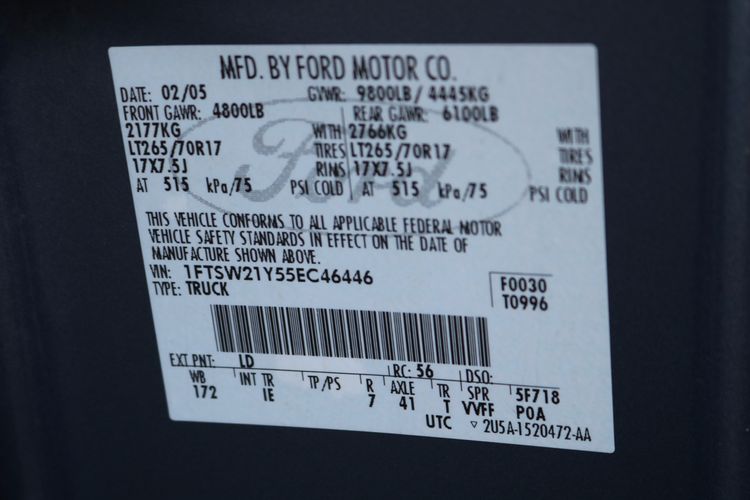 MFD. BY FORD MOTOR CO.
DATE: 02/05 GVWR: 9800LB / 4445KG
FRONT GAWR: 4800LB REAR GAWR: 6100LB
2177KG WITH 2766KG WITH
LT265/70R17 TIRES LT265/70R17 TIRES
17X7.5J RIMS 17X7.5J RIMS
AT 515 kPa/75 PSI COLD AT 515 kPa/75 PSI COLD
Ford
THIS VEHICLE CONFORMS TO ALL APPLICABLE FEDERAL MOTOR
VEHICLE SAFETY STANDARDS IN EFFECT ON THE DATE OF
MANUFACTURE SHOWN ABOVE.
VIN: 1FTSW21Y55EC46446 F0030
TYPE: TRUCK T0996
EXT PNT: LD RC: 56 DSO:
WB INT TR TP/PS R AXLE TR SPR 5F718
172 IE 7 41 T VVFF POA
UTC ▽ 2U5A-1520472-AA